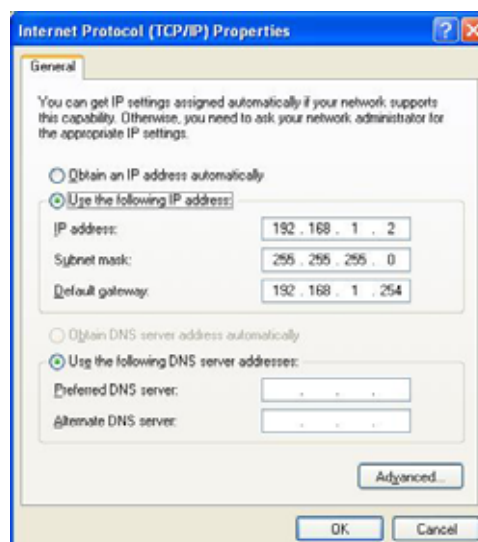 Internet Protocol (TCP/IP) Properties
General
You can get IP settings assigned automatically if your network supports
this capability. Otherwise, you need to ask your network administrator for
the appropriate IP settings.
Obtain an IP address automatically
Use the following IP address:
IP address: 192 . 168 . 1 . 2
Subnet mask: 255 . 255 . 255 . 0
Default gateway: 192 . 168 . 1 . 254
Obtain DNS server address automatically
Use the following DNS server addresses:
Preferred DNS server: . . .
Alternate DNS server: . . .
Advanced...
OK Cancel